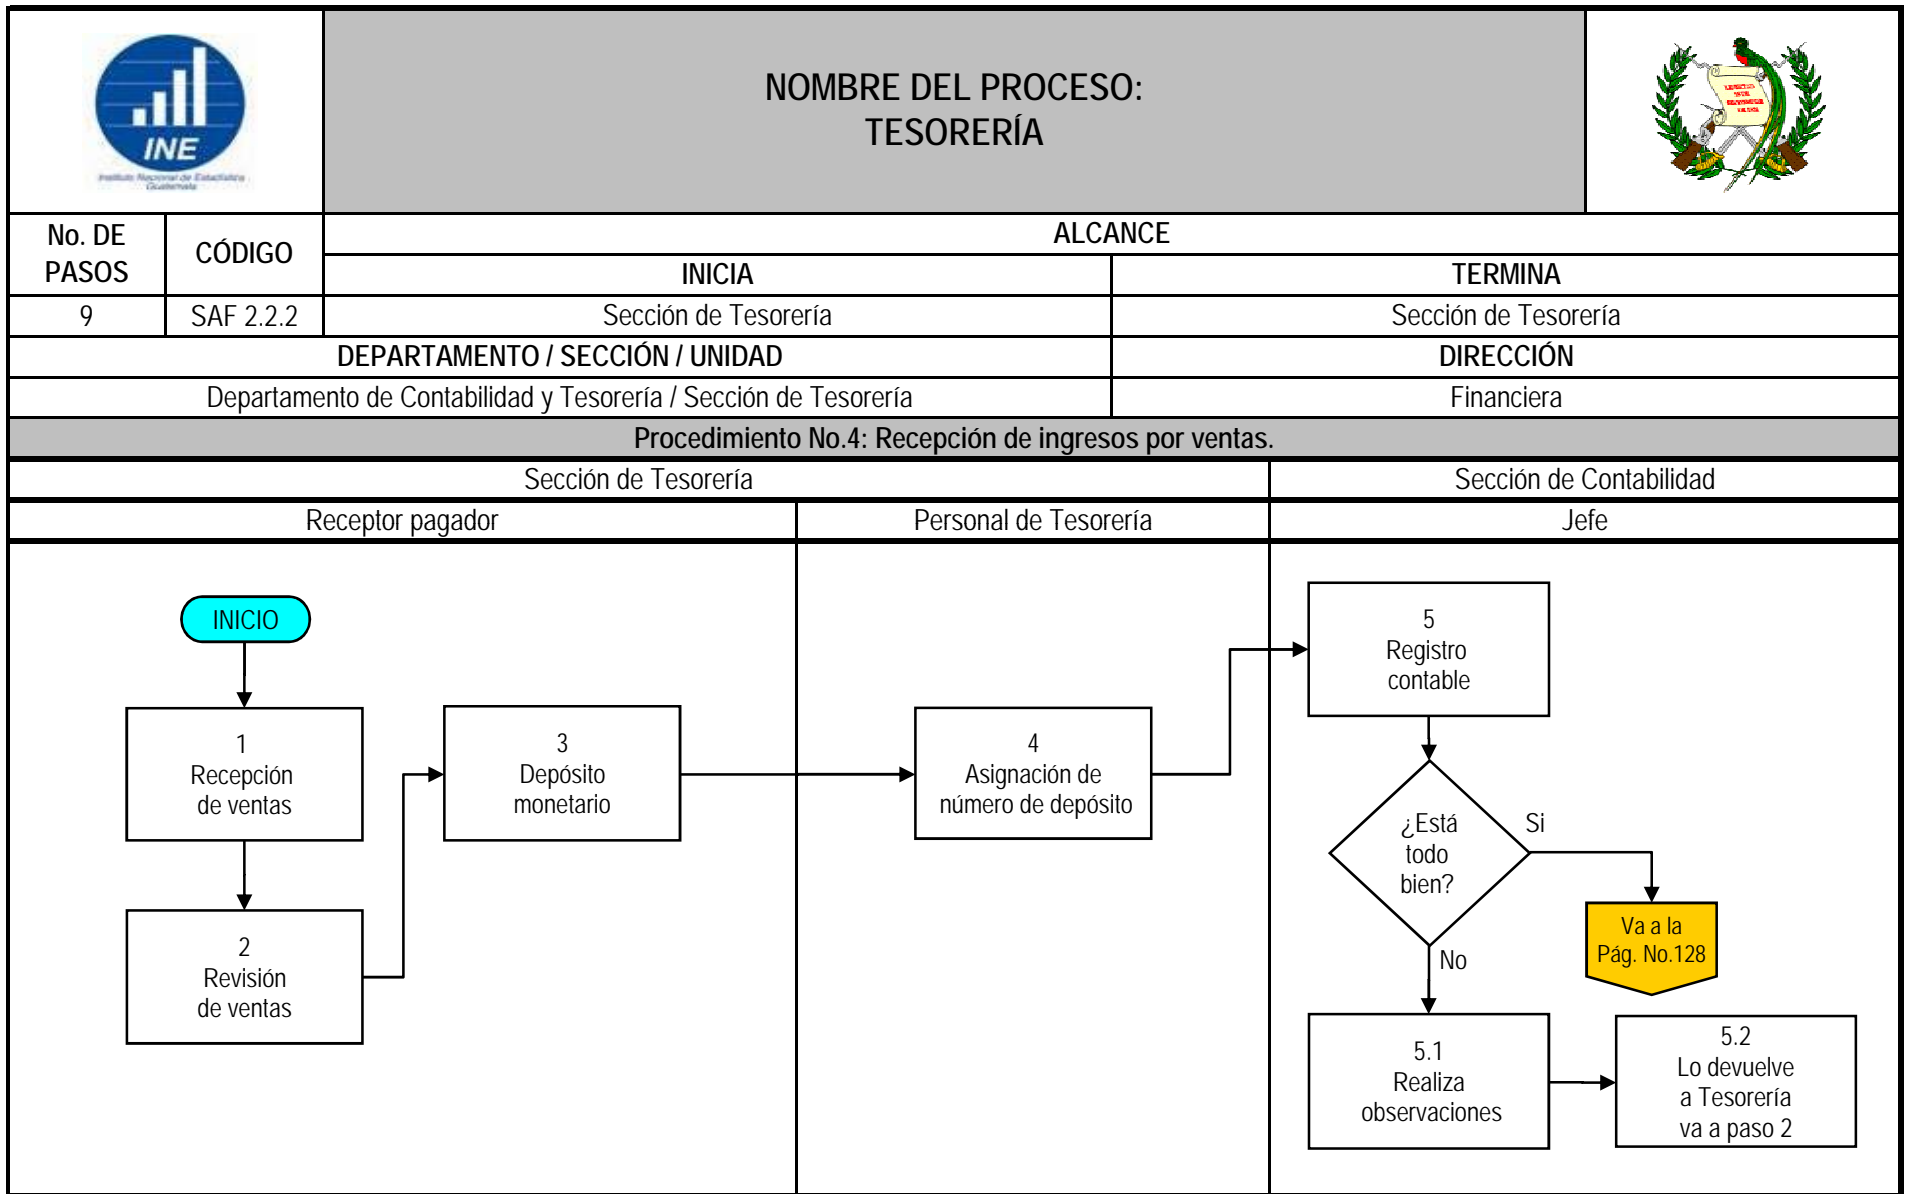 INE
Instituto Nacional de Estadística
Guatemala
NOMBRE DEL PROCESO:
TESORERÍA
No. DE
PASOS
CÓDIGO
ALCANCE
INICIA
TERMINA
9
SAF 2.2.2
Sección de Tesorería
Sección de Tesorería
DEPARTAMENTO / SECCIÓN / UNIDAD
DIRECCIÓN
Departamento de Contabilidad y Tesorería / Sección de Tesorería
Financiera
Procedimiento No.4: Recepción de ingresos por ventas.
Sección de Tesorería
Sección de Contabilidad
Receptor pagador
Personal de Tesorería
Jefe
INICIO
1
Recepción
de ventas
2
Revisión
de ventas
3
Depósito
monetario
4
Asignación de
número de depósito
5
Registro
contable
¿Está
todo
bien?
Si
Va a la
Pág. No.128
No
5.1
Realiza
observaciones
5.2
Lo devuelve
a Tesorería
va a paso 2